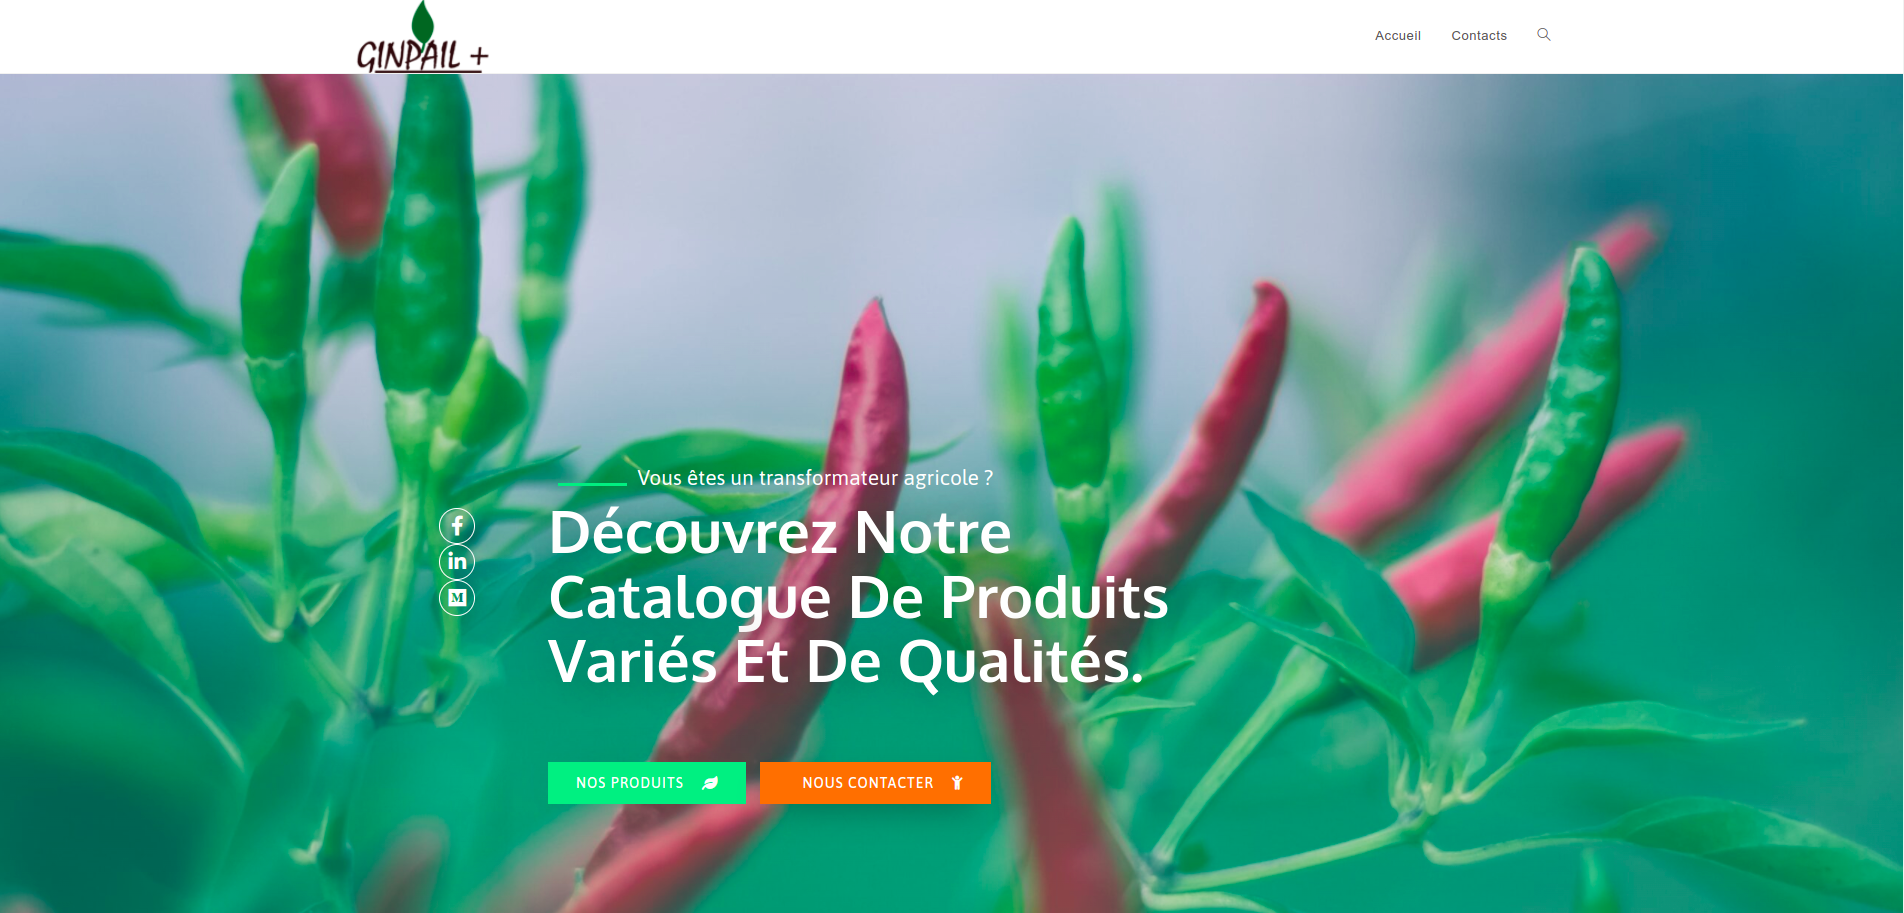 GINPAIL +
Accueil Contacts
Vous êtes un transformateur agricole ?
Découvrez Notre
Catalogue De Produits
Variés Et De Qualités.
NOS PRODUITS NOUS CONTACTER